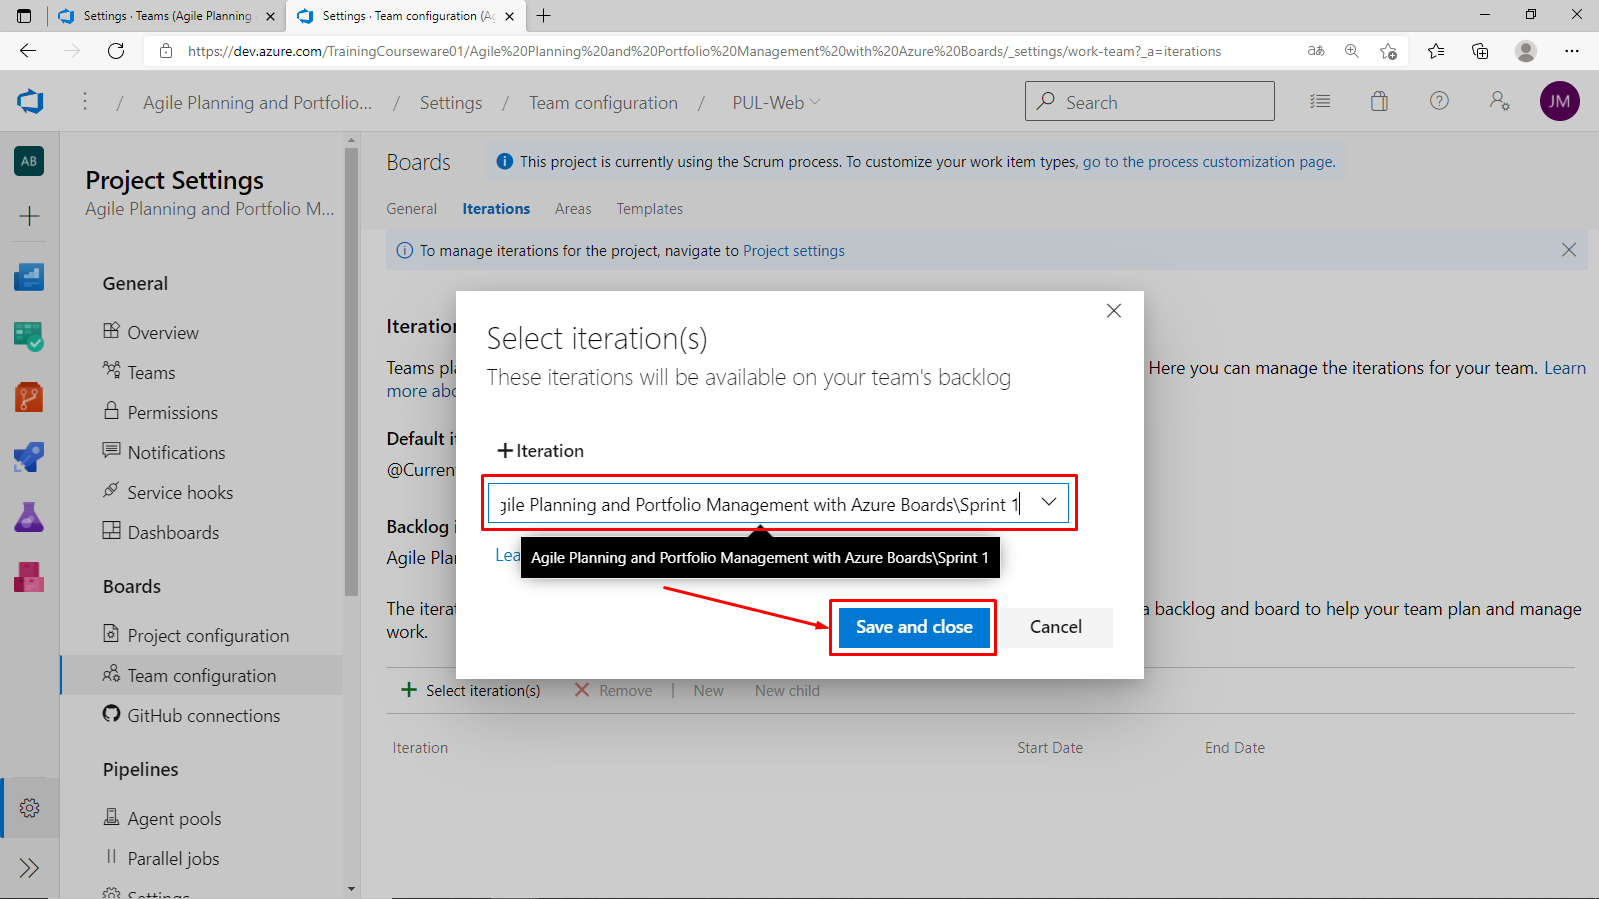 Settings · Teams (Agile Planning
Settings · Team configuration (Ag
https://dev.azure.com/TrainingCourseware01/Agile%20Planning%20and%20Portfolio%20Management%20with%20Azure%20Boards/_settings/work-team?_a=iterations
aあ
/ Agile Planning and Portfolio... / Settings / Team configuration / PUL-Web
Search
JM
AB
Project Settings
Agile Planning and Portfolio M...
General
Overview
Teams
Permissions
Notifications
Service hooks
Dashboards
Boards
Project configuration
Team configuration
GitHub connections
Pipelines
Agent pools
Parallel jobs
Settings
Boards
This project is currently using the Scrum process. To customize your work item types, go to the process customization page.
General Iterations Areas Templates
To manage iterations for the project, navigate to Project settings
Iteration
Teams pla
Here you can manage the iterations for your team. Learn
more abo
Default it
@Current
Backlog i
Agile Plan
The iterat
a backlog and board to help your team plan and manage
work.
Select iteration(s)
These iterations will be available on your team's backlog
+ Iteration
gile Planning and Portfolio Management with Azure Boards\Sprint 1
Lea
Agile Planning and Portfolio Management with Azure Boards\Sprint 1
Save and close
Cancel
+ Select iteration(s) Remove | New New child
Iteration Start Date End Date